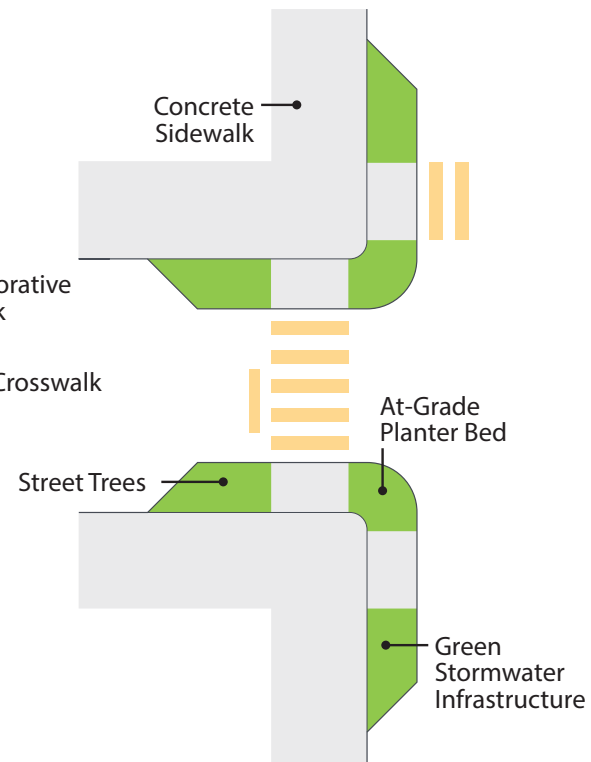 Concrete
Sidewalk
Crosswalk
At-Grade
Planter Bed
Street Trees
Green
Stormwater
Infrastructure